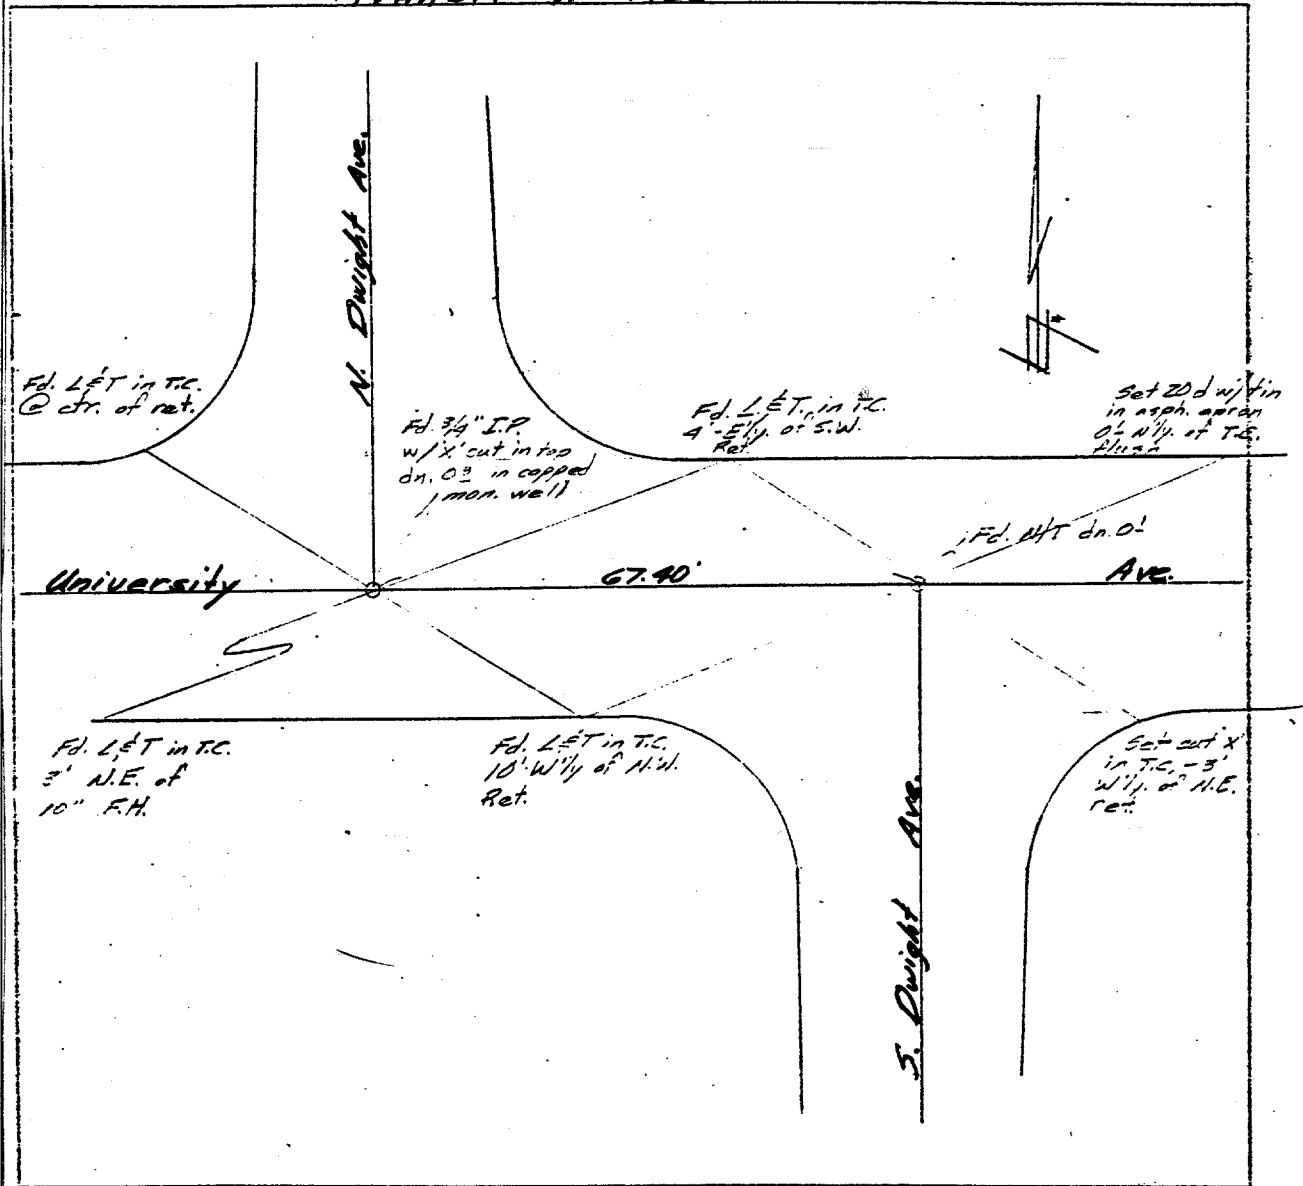 N. Dwight Ave.
Fd. L&T in T.C.
@ ctr. of ret.
Fd. 3/4" I.P.
w/'X' cut in top
dn. 0.3 in capped
mon. well
Fd. L&T. in T.C.
4'-E'ly. of S.W.
Ret.
Set 20d w/tin
in asph. apron
N'ly. of T.C.
flush
Fd. N/T dn. 0.1
University
67.40'
Ave.
Fd. L&T in T.C.
3' N.E. of
10" F.H.
Fd. L&T in T.C.
10'-W'ly of N.W.
Ret.
Set cut 'X'
in T.C. - 3'
W'ly. of N.E.
ret.
S. Dwight Ave.